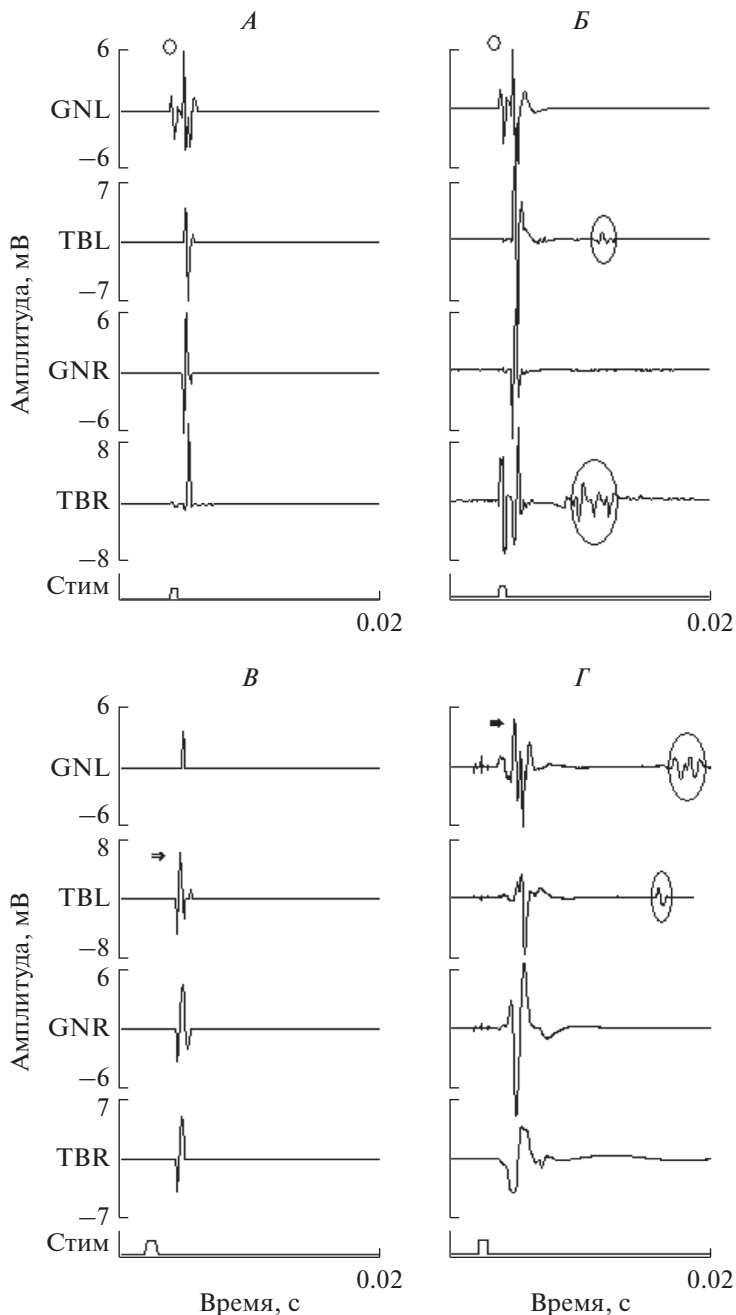 А Б
6
GNL
−6
7
TBL
−7
6
GNR
−6
8
TBR
−8
Стим
0.02 0.02
Амплитуда, мВ
В Г
6
GNL
−6
8
TBL
−8
6
GNR
−6
7
TBR
−7
Стим
0.02 0.02
Амплитуда, мВ
Время, с Время, с